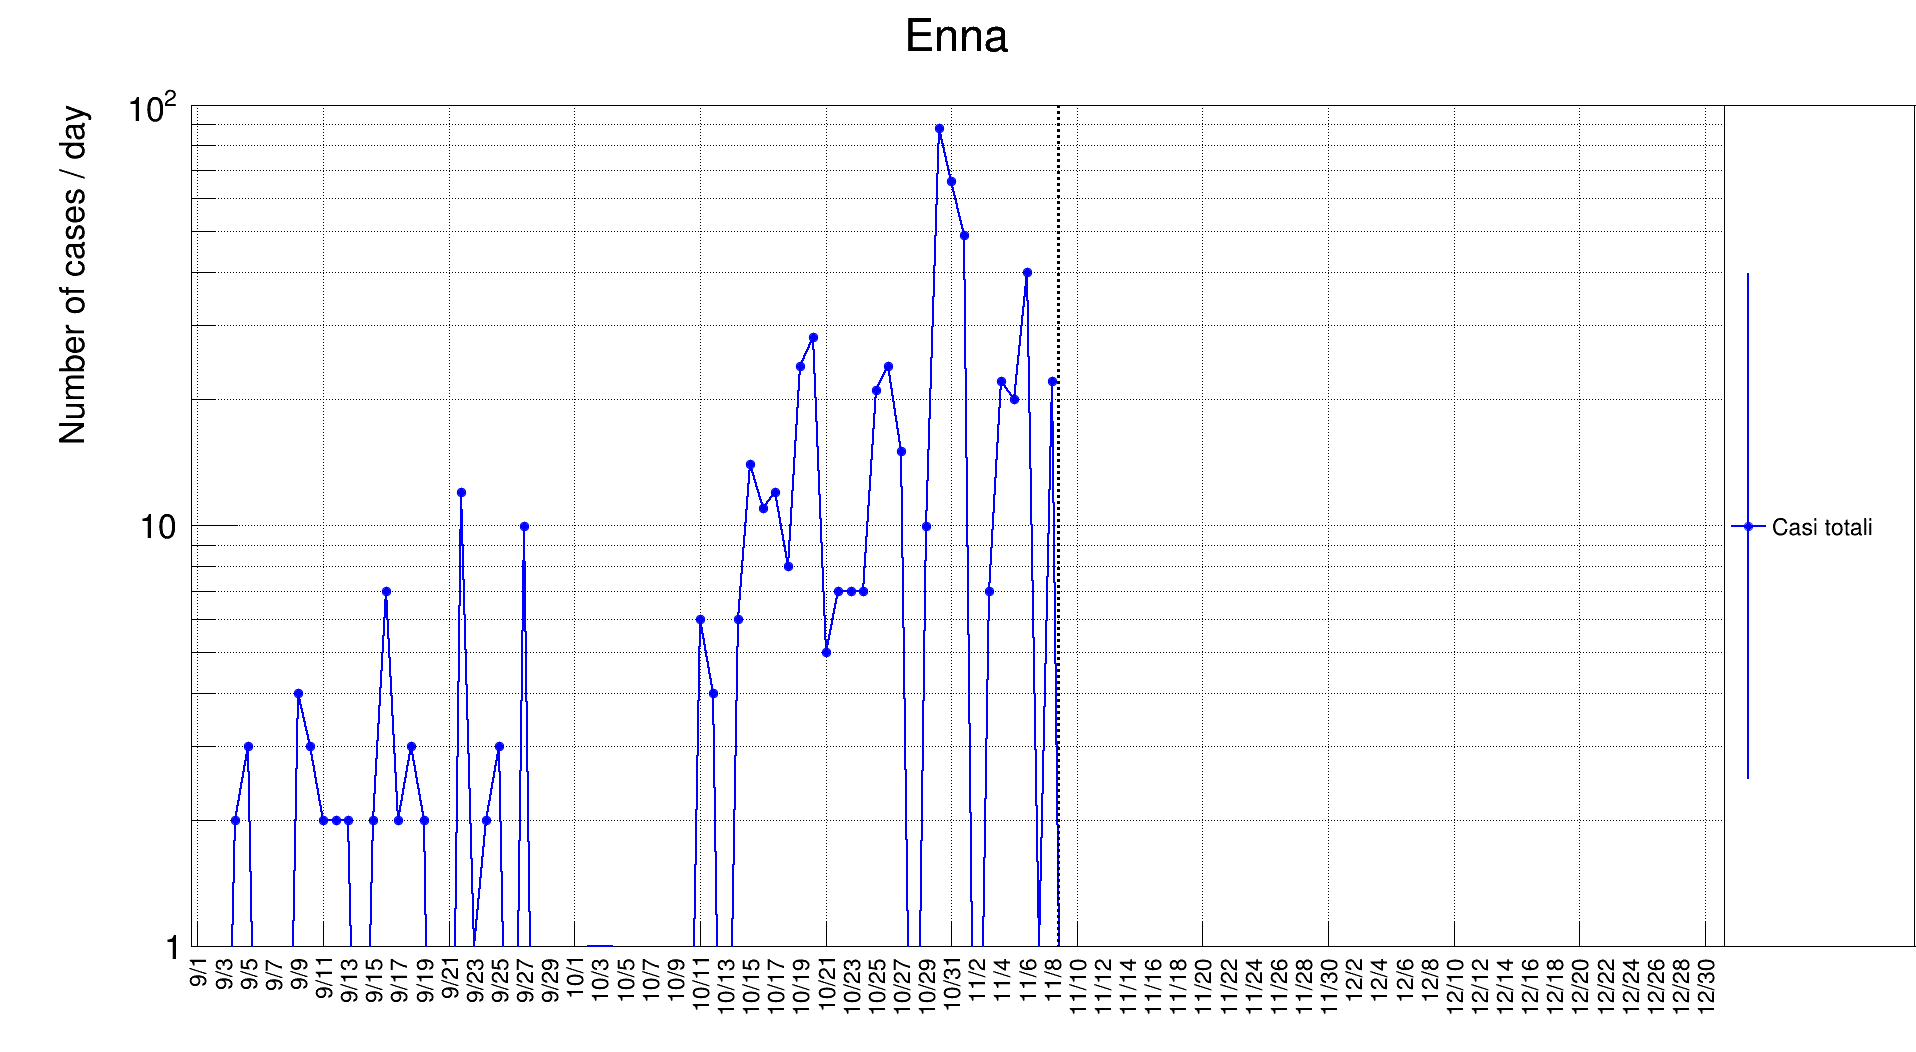 Enna
Number of cases / day
10²
10
1
9/1 9/3 9/5 9/7 9/9 9/11 9/13 9/15 9/17 9/19 9/21 9/23 9/25 9/27 9/29 10/1 10/3 10/5 10/7 10/9 10/11 10/13 10/15 10/17 10/19 10/21 10/23 10/25 10/27 10/29 10/31 11/2 11/4 11/6 11/8 11/10 11/12 11/14 11/16 11/18 11/20 11/22 11/24 11/26 11/28 11/30 12/2 12/4 12/6 12/8 12/10 12/12 12/14 12/16 12/18 12/20 12/22 12/24 12/26 12/28 12/30
Casi totali